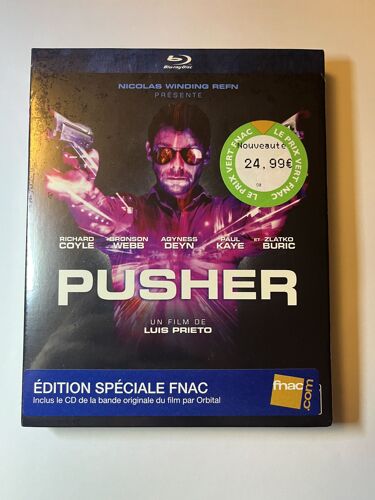 Blu-ray Disc
NICOLAS WINDING REFN
PRÉSENTE
LE PRIX VERT FNAC
LE PRIX VERT FNAC
Nouveauté
24,99€
RICHARD COYLE
BRONSON WEBB
AGYNESS DEYN
PAUL KAYE
ET ZLATKO BURIC
PUSHER
UN FILM DE
LUIS PRIETO
ÉDITION SPÉCIALE FNAC
Inclus le CD de la bande originale du film par Orbital
fnac
.com